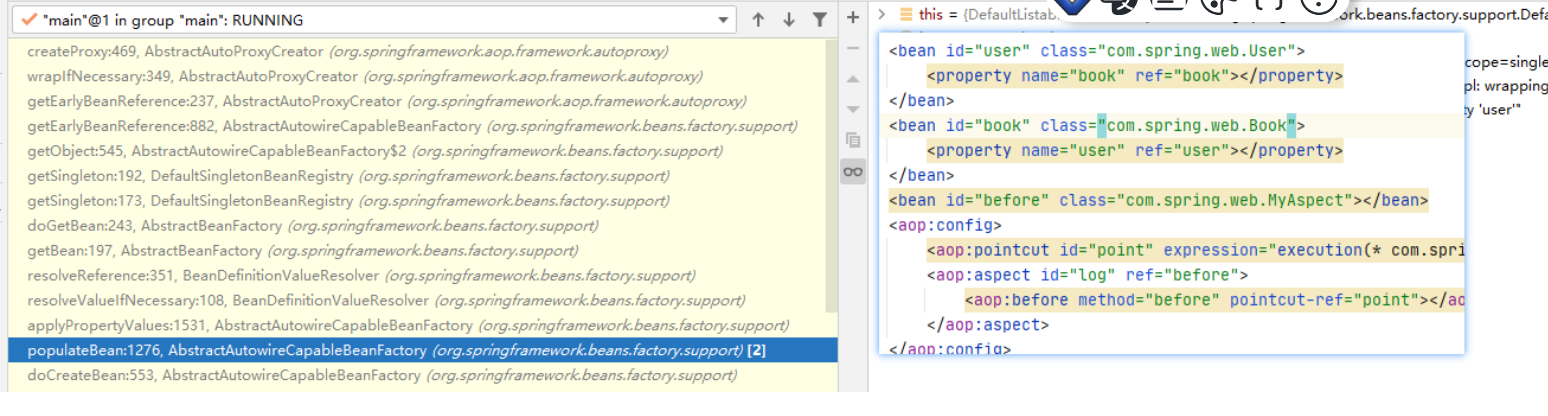 "main"@1 in group "main": RUNNING
createProxy:469, AbstractAutoProxyCreator (org.springframework.aop.framework.autoproxy)
wrapIfNecessary:349, AbstractAutoProxyCreator (org.springframework.aop.framework.autoproxy)
getEarlyBeanReference:237, AbstractAutoProxyCreator (org.springframework.aop.framework.autoproxy)
getEarlyBeanReference:882, AbstractAutowireCapableBeanFactory (org.springframework.beans.factory.support)
getObject:545, AbstractAutowireCapableBeanFactory$2 (org.springframework.beans.factory.support)
getSingleton:192, DefaultSingletonBeanRegistry (org.springframework.beans.factory.support)
getSingleton:173, DefaultSingletonBeanRegistry (org.springframework.beans.factory.support)
doGetBean:243, AbstractBeanFactory (org.springframework.beans.factory.support)
getBean:197, AbstractBeanFactory (org.springframework.beans.factory.support)
resolveReference:351, BeanDefinitionValueResolver (org.springframework.beans.factory.support)
resolveValueIfNecessary:108, BeanDefinitionValueResolver (org.springframework.beans.factory.support)
applyPropertyValues:1531, AbstractAutowireCapableBeanFactory (org.springframework.beans.factory.support)
populateBean:1276, AbstractAutowireCapableBeanFactory (org.springframework.beans.factory.support) [2]
doCreateBean:553, AbstractAutowireCapableBeanFactory (org.springframework.beans.factory.support)
this = {DefaultListab ork.beans.factory.support.Defa
cope=single
pl: wrapping
ty 'user'"
<bean id="user" class="com.spring.web.User">
<property name="book" ref="book"></property>
</bean>
<bean id="book" class="com.spring.web.Book">
<property name="user" ref="user"></property>
</bean>
<bean id="before" class="com.spring.web.MyAspect"></bean>
<aop:config>
<aop:pointcut id="point" expression="execution(* com.spri
<aop:aspect id="log" ref="before">
<aop:before method="before" pointcut-ref="point"></ao
</aop:aspect>
</aop:config>